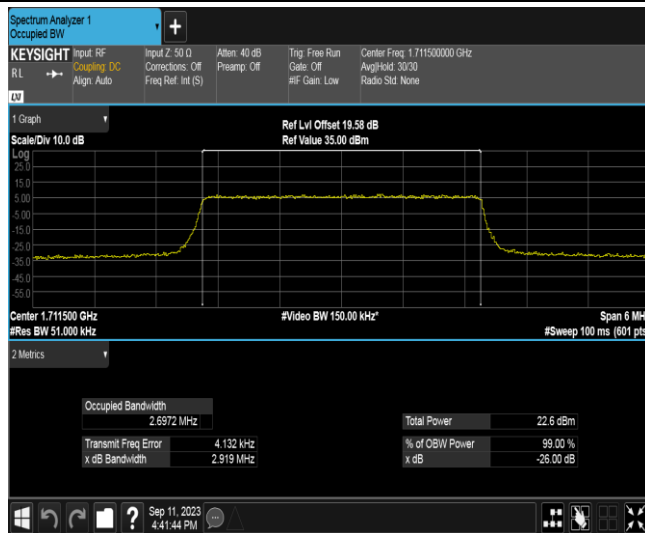 Spectrum Analyzer 1
Occupied BW
+
KEYSIGHT Input: RF Input Z: 50 Ω Atten: 40 dB Trig: Free Run Center Freq: 1.711500000 GHz
RL Coupling: DC Corrections: Off Preamp: Off Gate: Off Avg|Hold: 30/30
Align: Auto Freq Ref: Int (S) #IF Gain: Low Radio Std: None
LXI
1 Graph
Ref Lvl Offset 19.58 dB
Scale/Div 10.0 dB Ref Value 35.00 dBm
Log
25.0
15.0
5.00
-5.00
-15.0
-25.0
-35.0
-45.0
-55.0
Center 1.711500 GHz #Video BW 150.00 kHz* Span 6 MH
#Res BW 51.000 kHz #Sweep 100 ms (601 pts
2 Metrics
Occupied Bandwidth
2.6972 MHz Total Power 22.6 dBm
Transmit Freq Error 4.132 kHz % of OBW Power 99.00 %
x dB Bandwidth 2.919 MHz x dB -26.00 dB
? Sep 11, 2023
4:41:44 PM